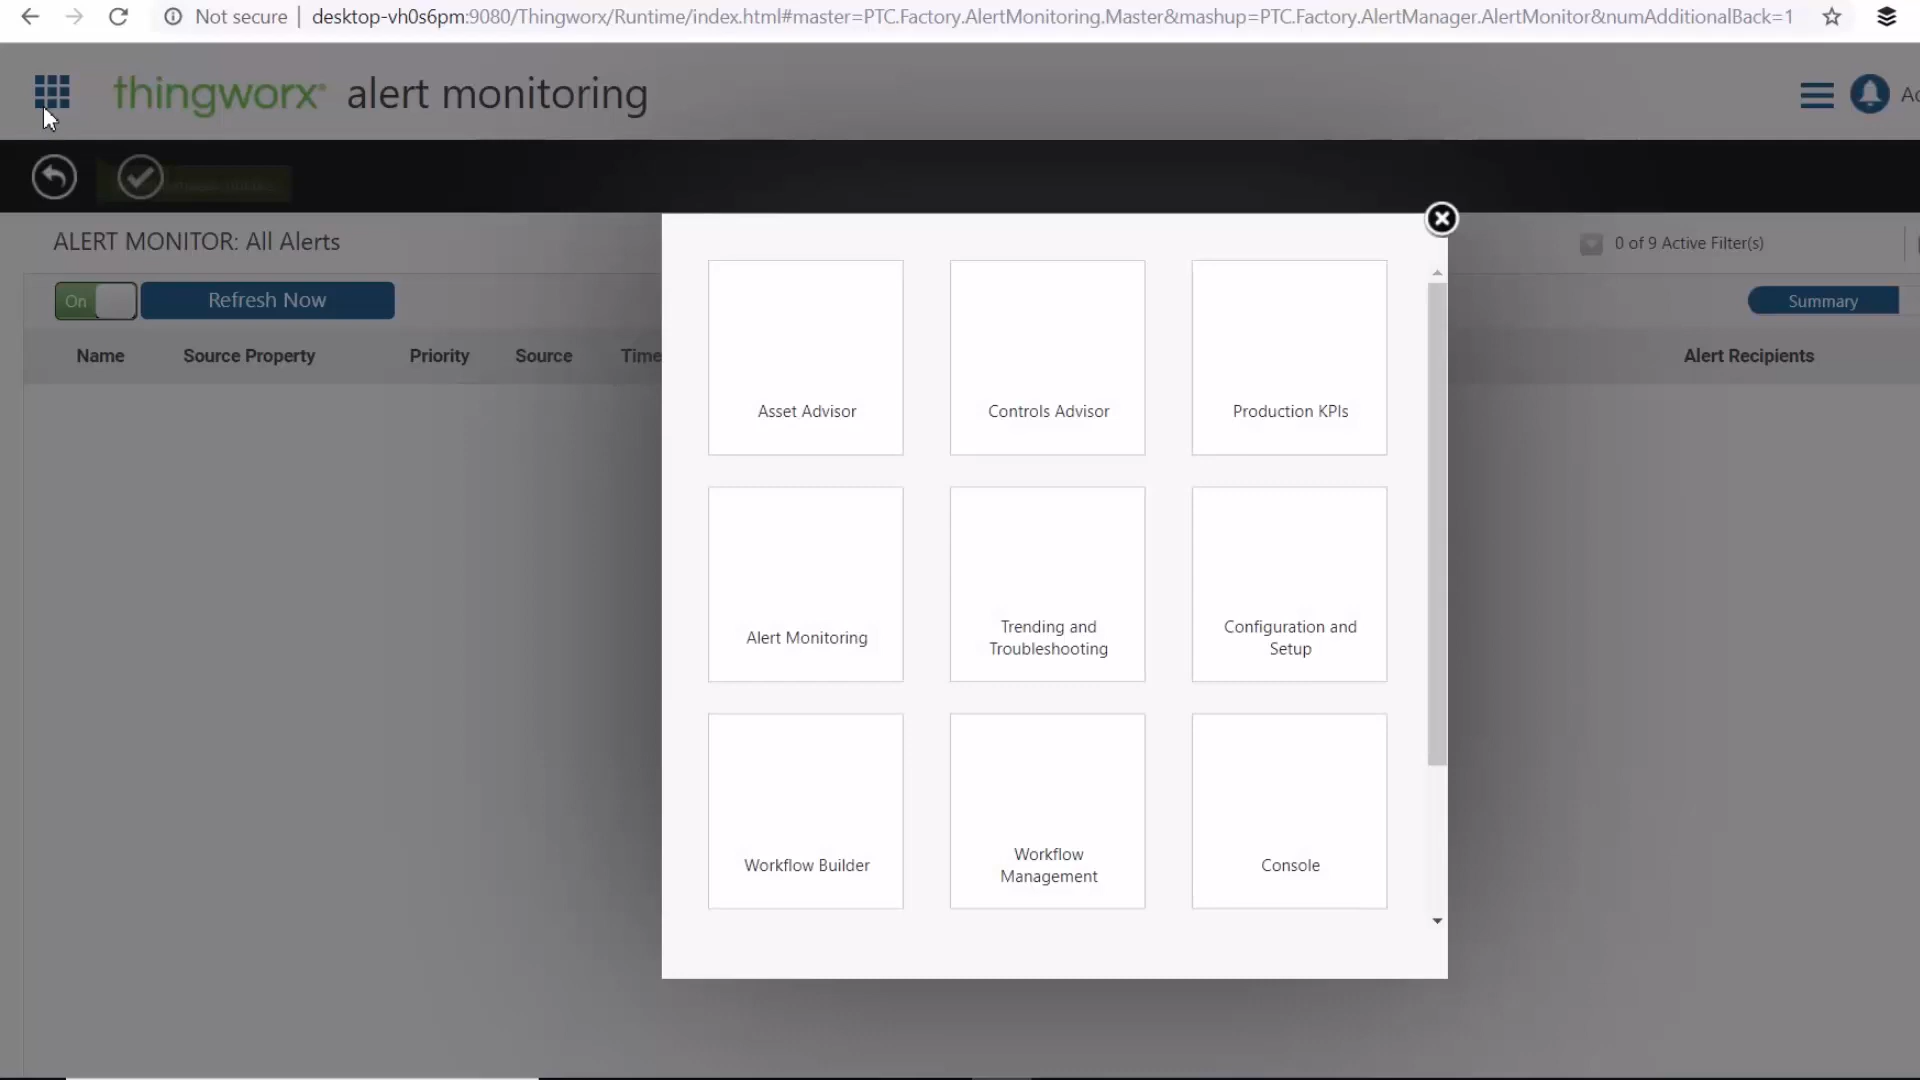 Not secure | desktop-vh0s6pm:9080/Thingworx/Runtime/index.html#master=PTC.Factory.AlertMonitoring.Master&mashup=PTC.Factory.AlertManager.AlertMonitor&numAdditionalBack=1
thingworx® alert monitoring
ALERT MONITOR: All Alerts
0 of 9 Active Filter(s)
On
Refresh Now
Summary
Name
Source Property
Priority
Source
Time
Alert Recipients
Asset Advisor
Controls Advisor
Production KPIs
Alert Monitoring
Trending and
Troubleshooting
Configuration and
Setup
Workflow Builder
Workflow
Management
Console